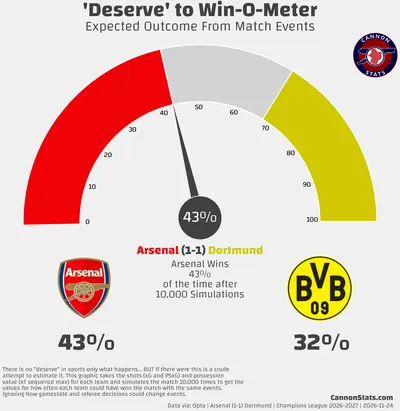 'Deserve' to Win-O-Meter
Expected Outcome From Match Events
CANNON
STATS
0
10
20
30
40
50
60
70
80
90
100
43%
Arsenal (1-1) Dortmund
Arsenal Wins
43%
of the time after
10,000 Simulations
Arsenal
BVB
09
43%
32%
There is no "deserve" in sports only what happens... BUT if there were this is a crude
attempt to estimate it. This graphic takes the shots (xG and PSxG) and possession
value (xT sequence max) for each team and simulates the match 10,000 times to get the
values for how often each team could have won the match with the same events.
Ignoring how gamestate and referee decisions could change events.
CannonStats.com
Data via: Opta | Arsenal (1-1) Dortmund | Champions League 2026-2027 | 2026-11-24